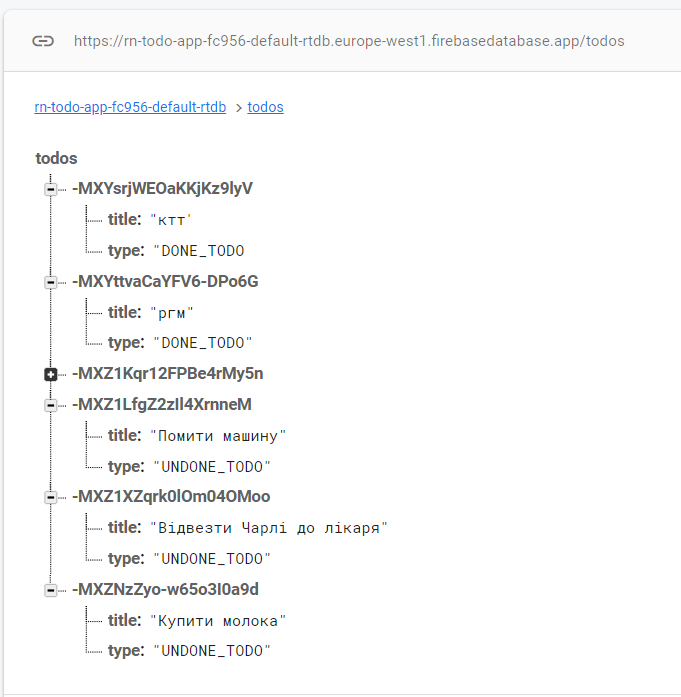 https://rn-todo-app-fc956-default-rtdb.europe-west1.firebasedatabase.app/todos
rn-todo-app-fc956-default-rtdb > todos
todos
-MXYsrjWEOaKKjKz9lyV
title: "ктт'
type: "DONE_TODO
-MXYttvaCaYFV6-DPo6G
title: "ргм"
type: "DONE_TODO"
-MXZ1Kqr12FPBe4rMy5n
-MXZ1LfgZ2zIl4XrnneM
title: "Помити машину"
type: "UNDONE_TODO"
-MXZ1XZqrk0lOm04OMoo
title: "Відвезти Чарлі до лікаря"
type: "UNDONE_TODO"
-MXZNzZyo-w65o3I0a9d
title: "Купити молока"
type: "UNDONE_TODO"